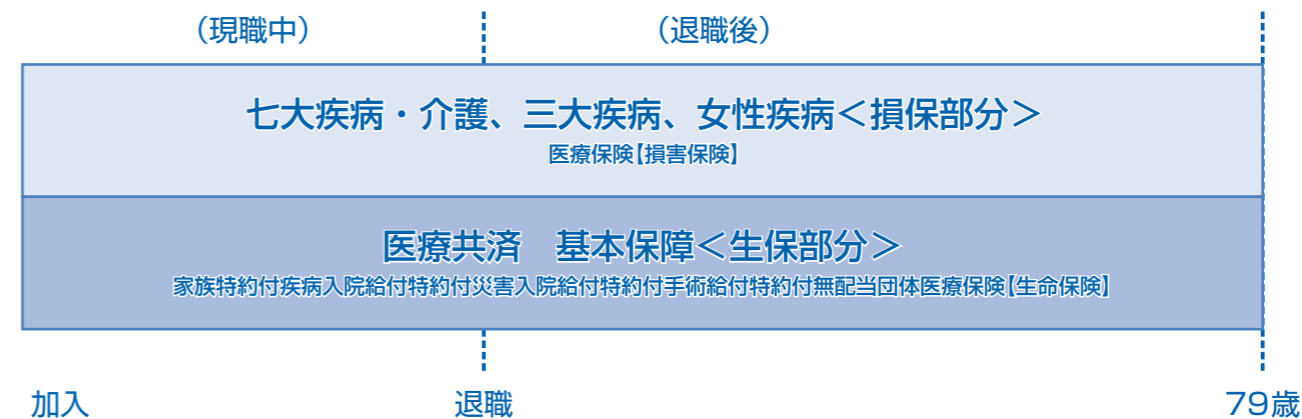 （現職中）
（退職後）
七大疾病・介護、三大疾病、女性疾病＜損保部分＞
医療保険【損害保険】
医療共済　基本保障＜生保部分＞
家族特約付疾病入院給付特約付災害入院給付特約付手術給付特約付無配当団体医療保険【生命保険】
加入
退職
79歳